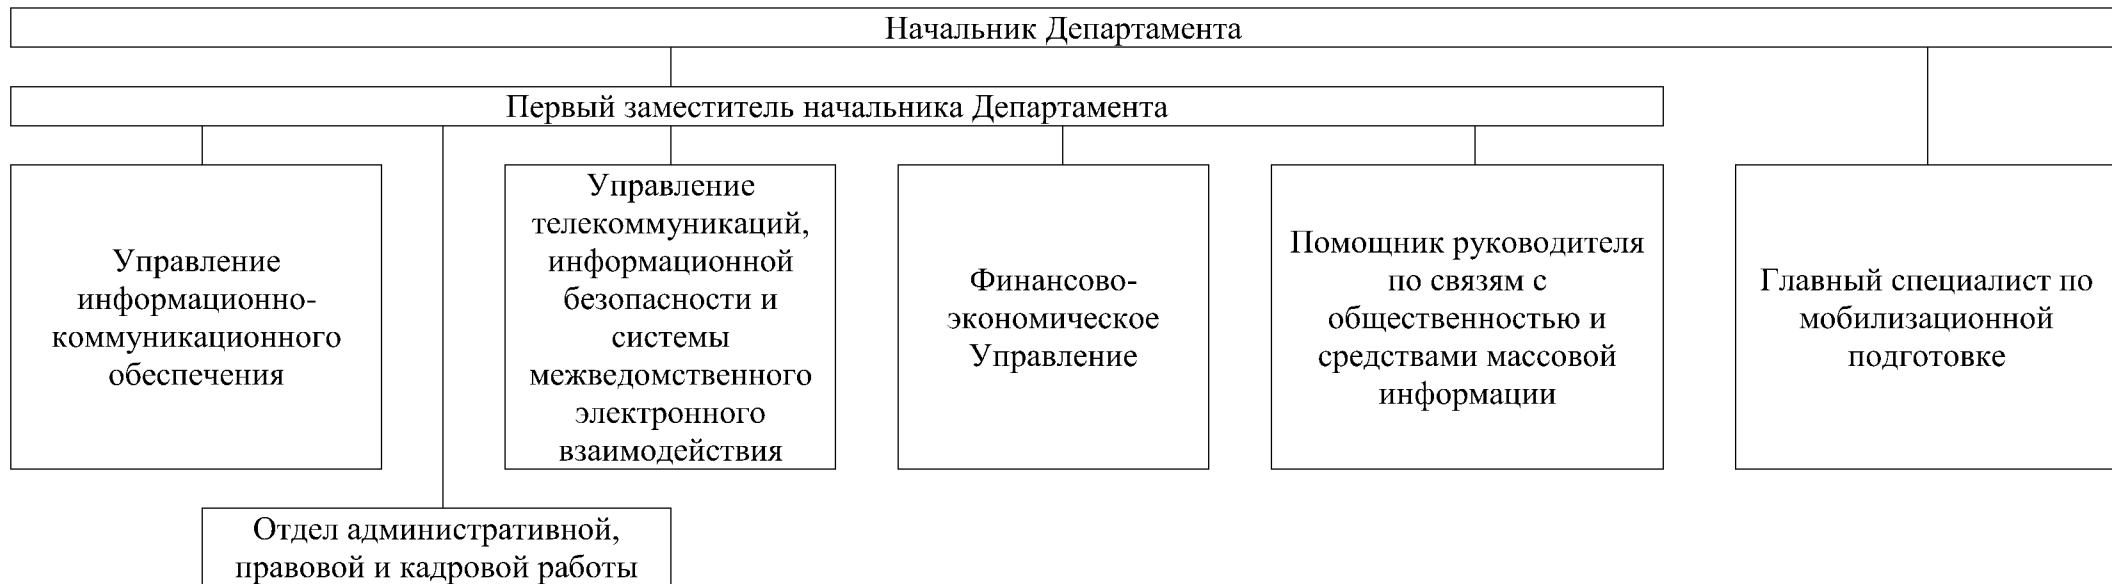 Начальник Департамента
Первый заместитель начальника Департамента
Управление
информационно-
коммуникационного
обеспечения
Управление
телекоммуникаций,
информационной
безопасности и
системы
межведомственного
электронного
взаимодействия
Финансово-
экономическое
Управление
Помощник руководителя
по связям с
общественностью и
средствами массовой
информации
Главный специалист по
мобилизационной
подготовке
Отдел административной,
правовой и кадровой работы